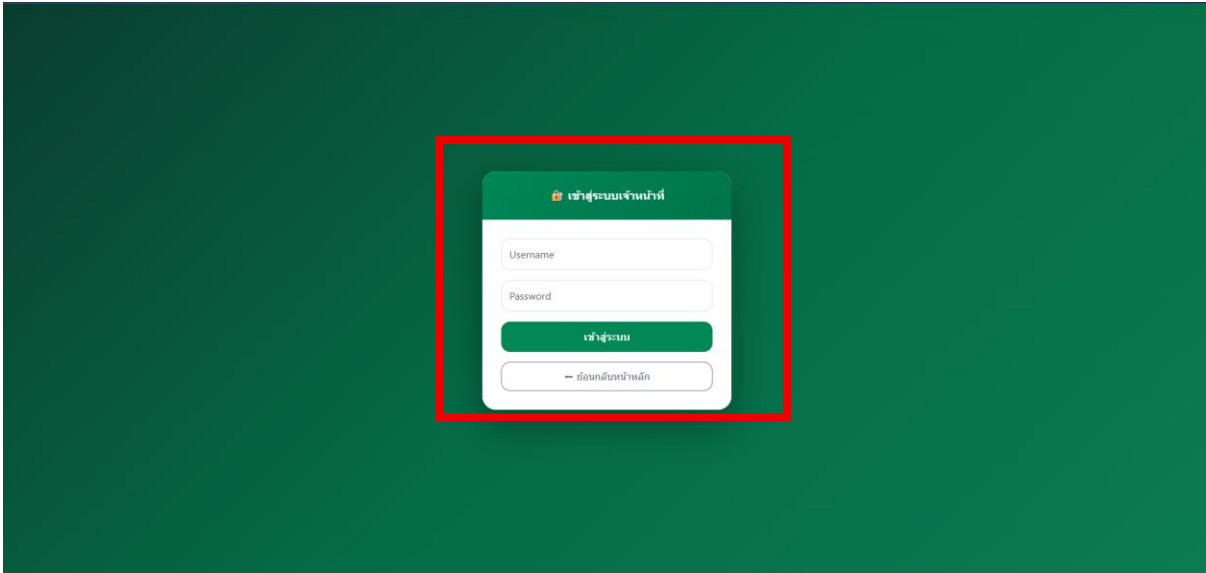 🔐 เข้าสู่ระบบเจ้าหน้าที่
Username
Password
เข้าสู่ระบบ
← ย้อนกลับหน้าหลัก